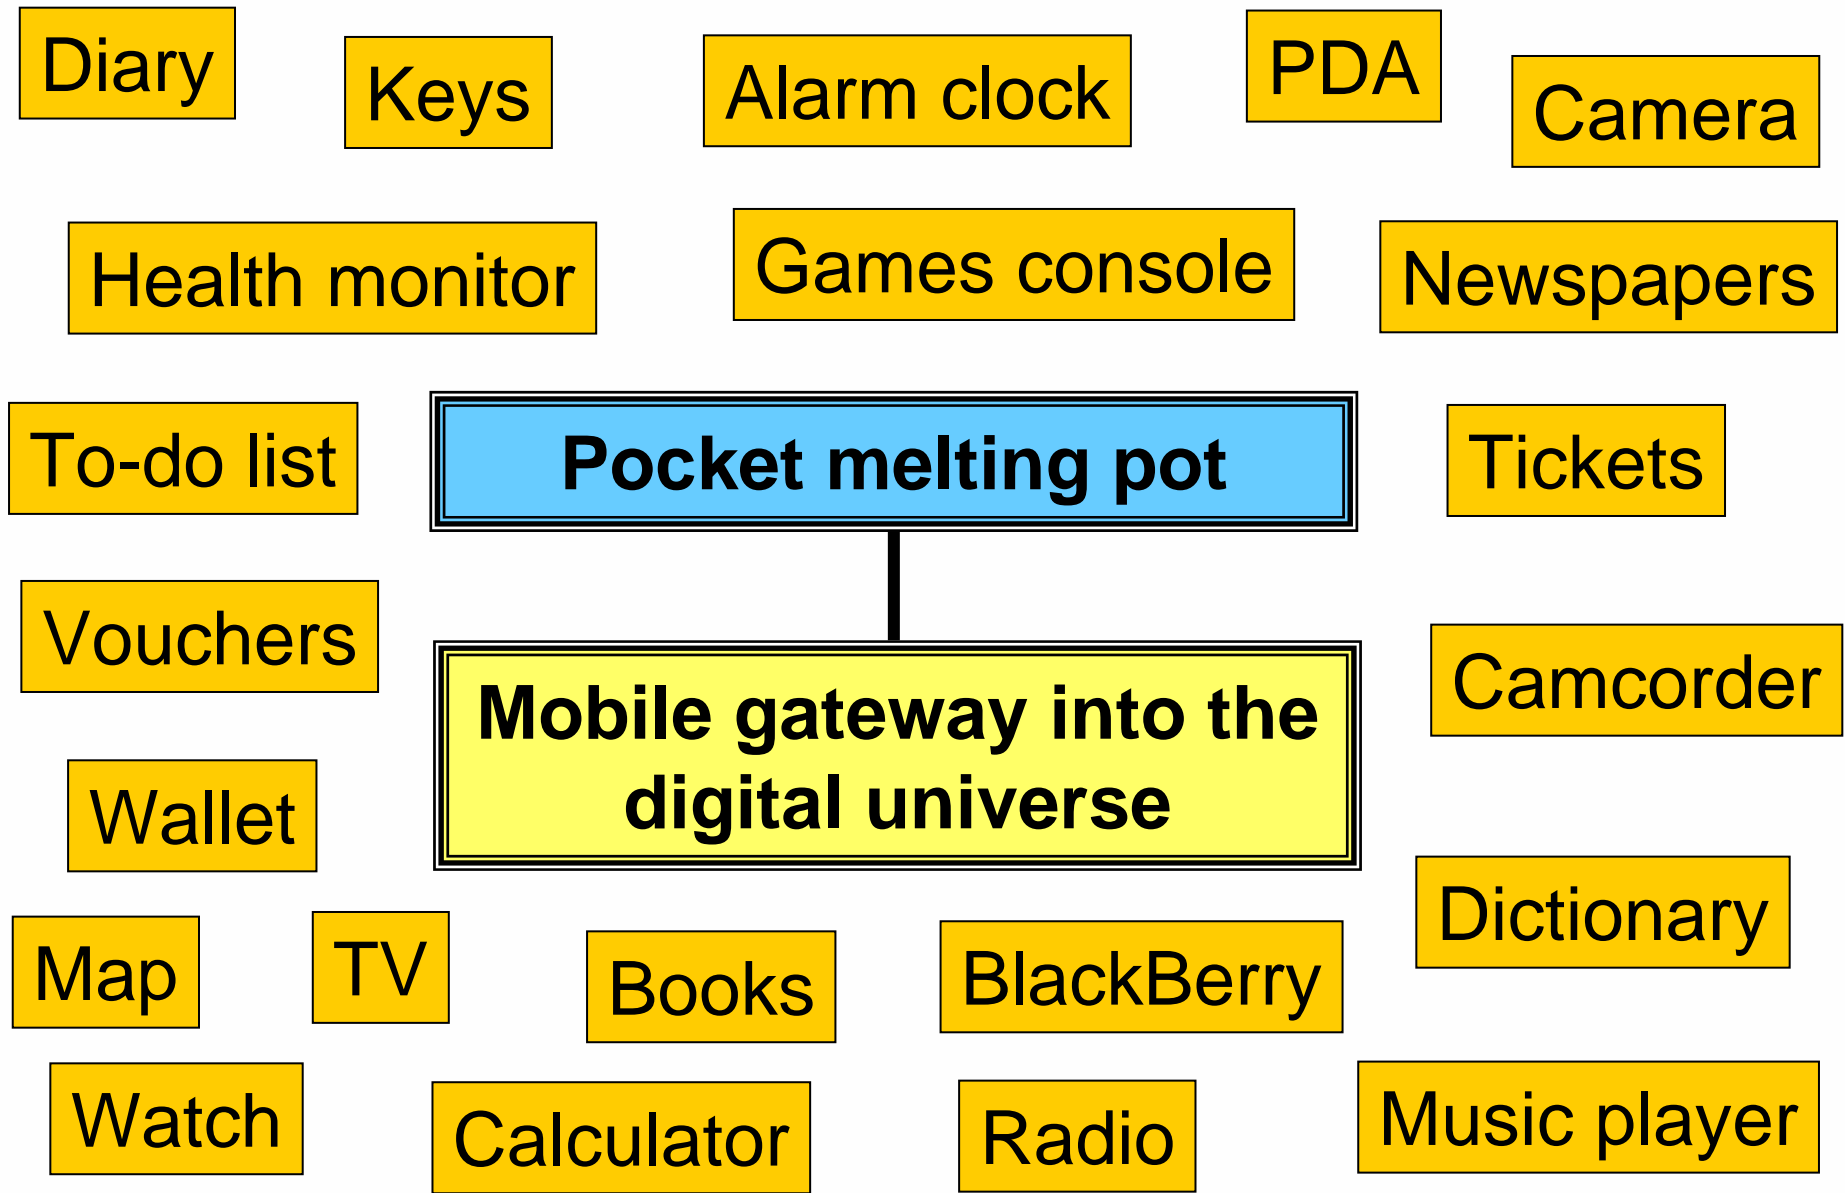 Diary
Keys
Alarm clock
PDA
Camera
Health monitor
Games console
Newspapers
To-do list
Pocket melting pot
Tickets
Vouchers
Mobile gateway into the
digital universe
Camcorder
Wallet
Dictionary
Map
TV
Books
BlackBerry
Watch
Calculator
Radio
Music player